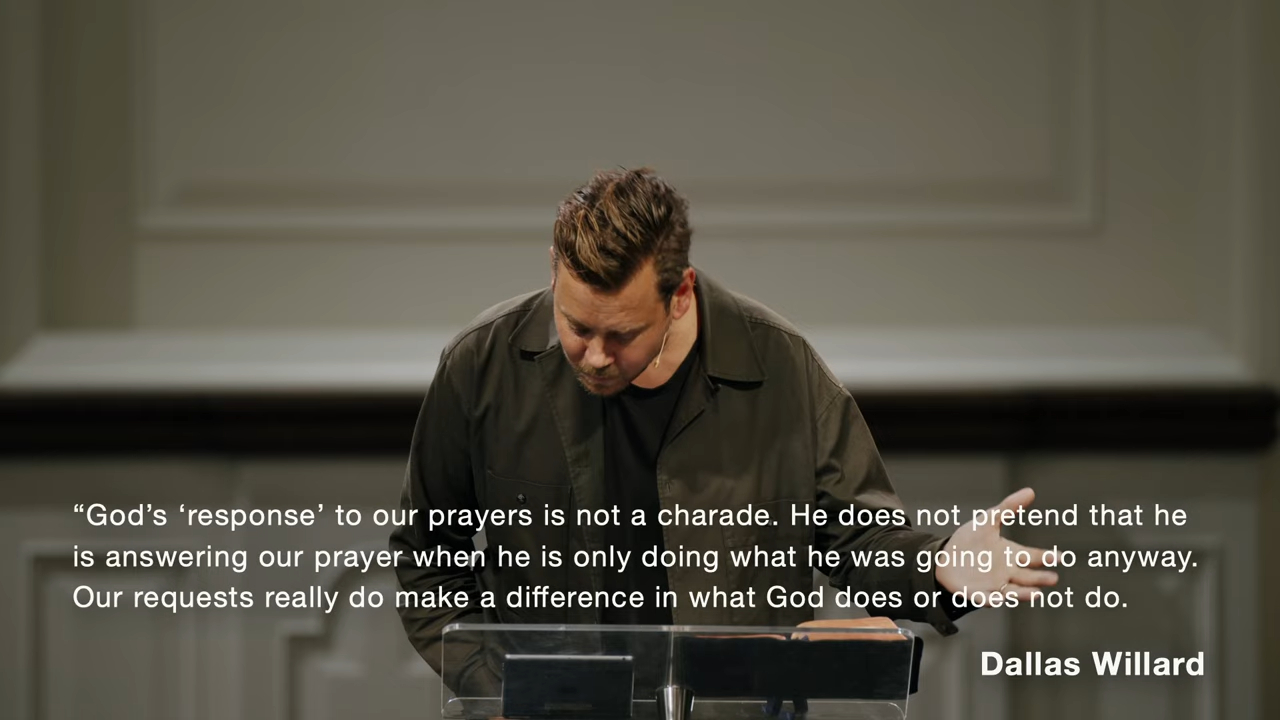 “God’s ‘response’ to our prayers is not a charade. He does not pretend that he
is answering our prayer when he is only doing what he was going to do anyway.
Our requests really do make a difference in what God does or does not do.
Dallas Willard